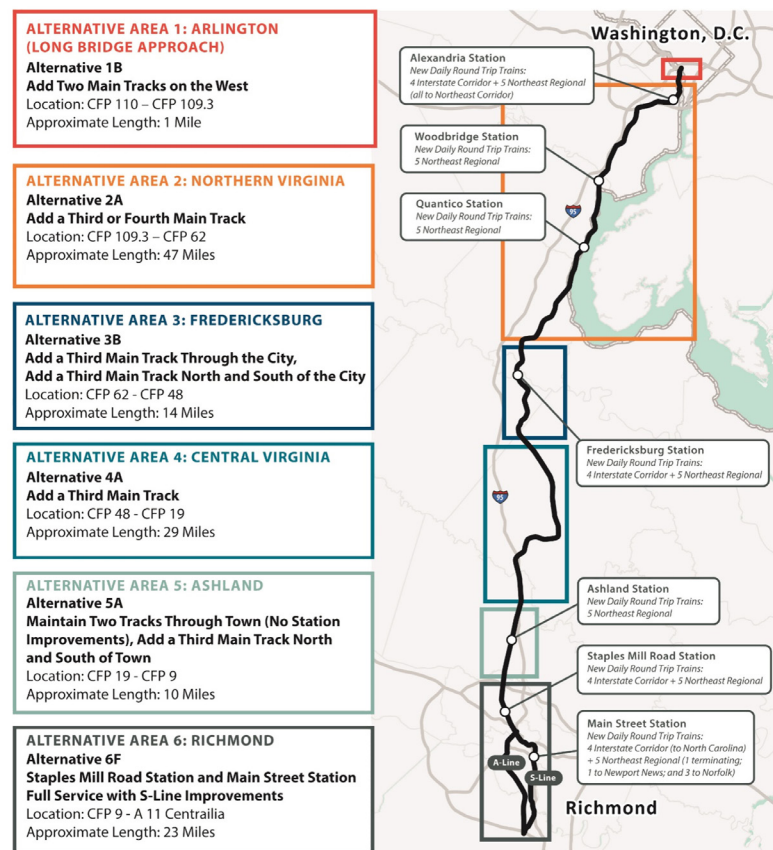 ALTERNATIVE AREA 1: ARLINGTON
(LONG BRIDGE APPROACH)
Alternative 1B
Add Two Main Tracks on the West
Location: CFP 110 – CFP 109.3
Approximate Length: 1 Mile
ALTERNATIVE AREA 2: NORTHERN VIRGINIA
Alternative 2A
Add a Third or Fourth Main Track
Location: CFP 109.3 – CFP 62
Approximate Length: 47 Miles
ALTERNATIVE AREA 3: FREDERICKSBURG
Alternative 3B
Add a Third Main Track Through the City,
Add a Third Main Track North and South of the City
Location: CFP 62 - CFP 48
Approximate Length: 14 Miles
ALTERNATIVE AREA 4: CENTRAL VIRGINIA
Alternative 4A
Add a Third Main Track
Location: CFP 48 - CFP 19
Approximate Length: 29 Miles
ALTERNATIVE AREA 5: ASHLAND
Alternative 5A
Maintain Two Tracks Through Town (No Station
Improvements), Add a Third Main Track North
and South of Town
Location: CFP 19 - CFP 9
Approximate Length: 10 Miles
ALTERNATIVE AREA 6: RICHMOND
Alternative 6F
Staples Mill Road Station and Main Street Station
Full Service with S-Line Improvements
Location: CFP 9 - A 11 Centrailia
Approximate Length: 23 Miles
Washington, D.C.
Alexandria Station
New Daily Round Trip Trains:
4 Interstate Corridor + 5 Northeast Regional
(all to Northeast Corridor)
Woodbridge Station
New Daily Round Trip Trains:
5 Northeast Regional
Quantico Station
New Daily Round Trip Trains:
5 Northeast Regional
95
Fredericksburg Station
New Daily Round Trip Trains:
4 Interstate Corridor + 5 Northeast Regional
95
Ashland Station
New Daily Round Trip Trains:
5 Northeast Regional
Staples Mill Road Station
New Daily Round Trip Trains:
4 Interstate Corridor + 5 Northeast Regional
Main Street Station
New Daily Round Trip Trains:
4 Interstate Corridor (to North Carolina)
+ 5 Northeast Regional (1 terminating;
1 to Newport News; and 3 to Norfolk)
A-Line
S-Line
Richmond